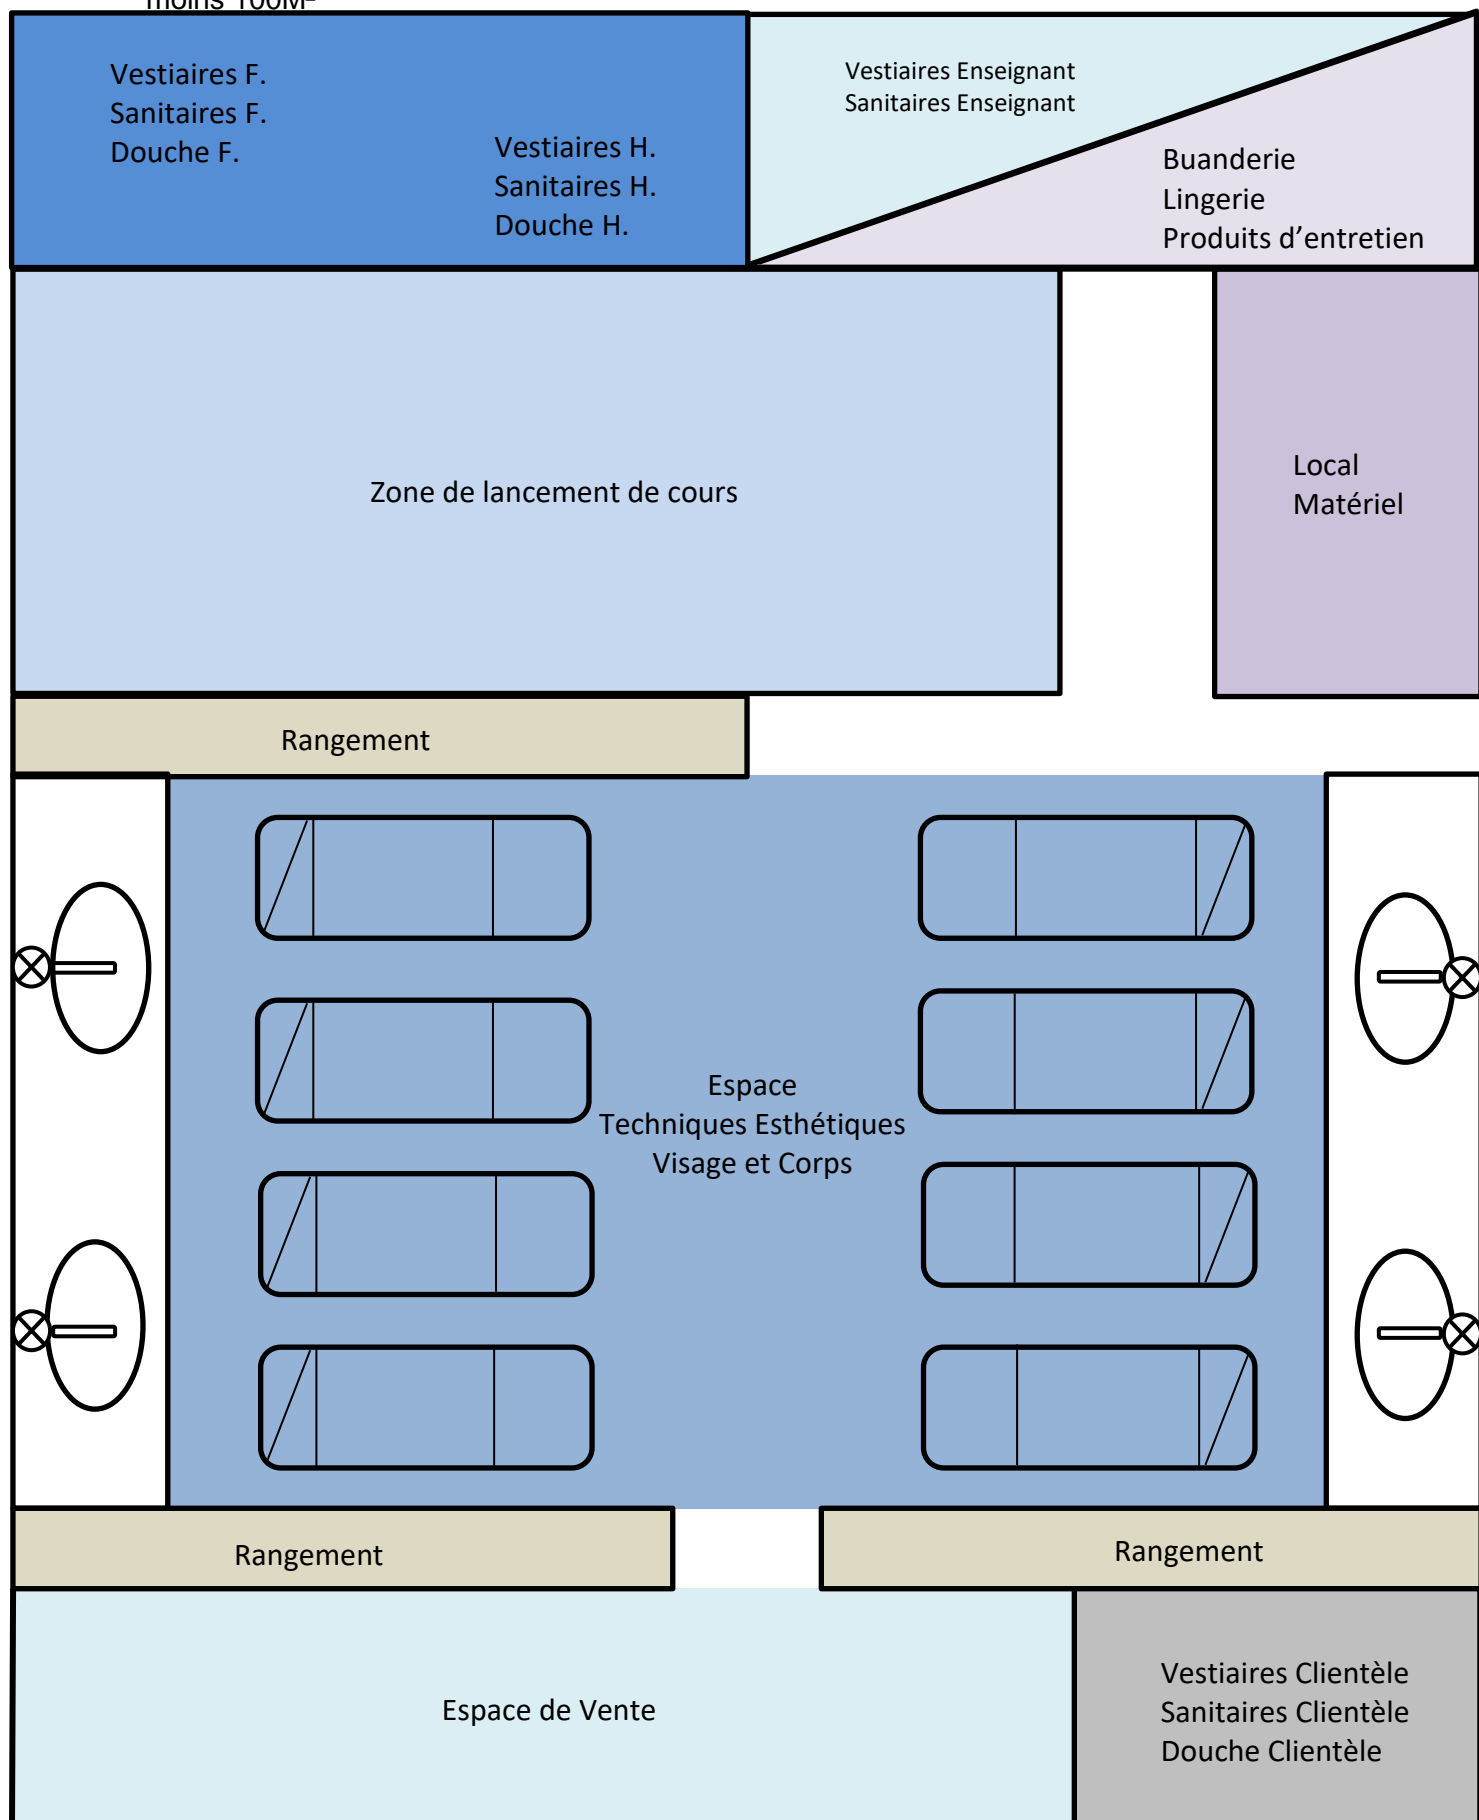 moins 100M²
Vestiaires F.
Sanitaires F.
Douche F.
Vestiaires H.
Sanitaires H.
Douche H.
Vestiaires Enseignant
Sanitaires Enseignant
Buanderie
Lingerie
Produits d’entretien
Zone de lancement de cours
Local
Matériel
Rangement
Espace
Techniques Esthétiques
Visage et Corps
Rangement
Rangement
Espace de Vente
Vestiaires Clientèle
Sanitaires Clientèle
Douche Clientèle